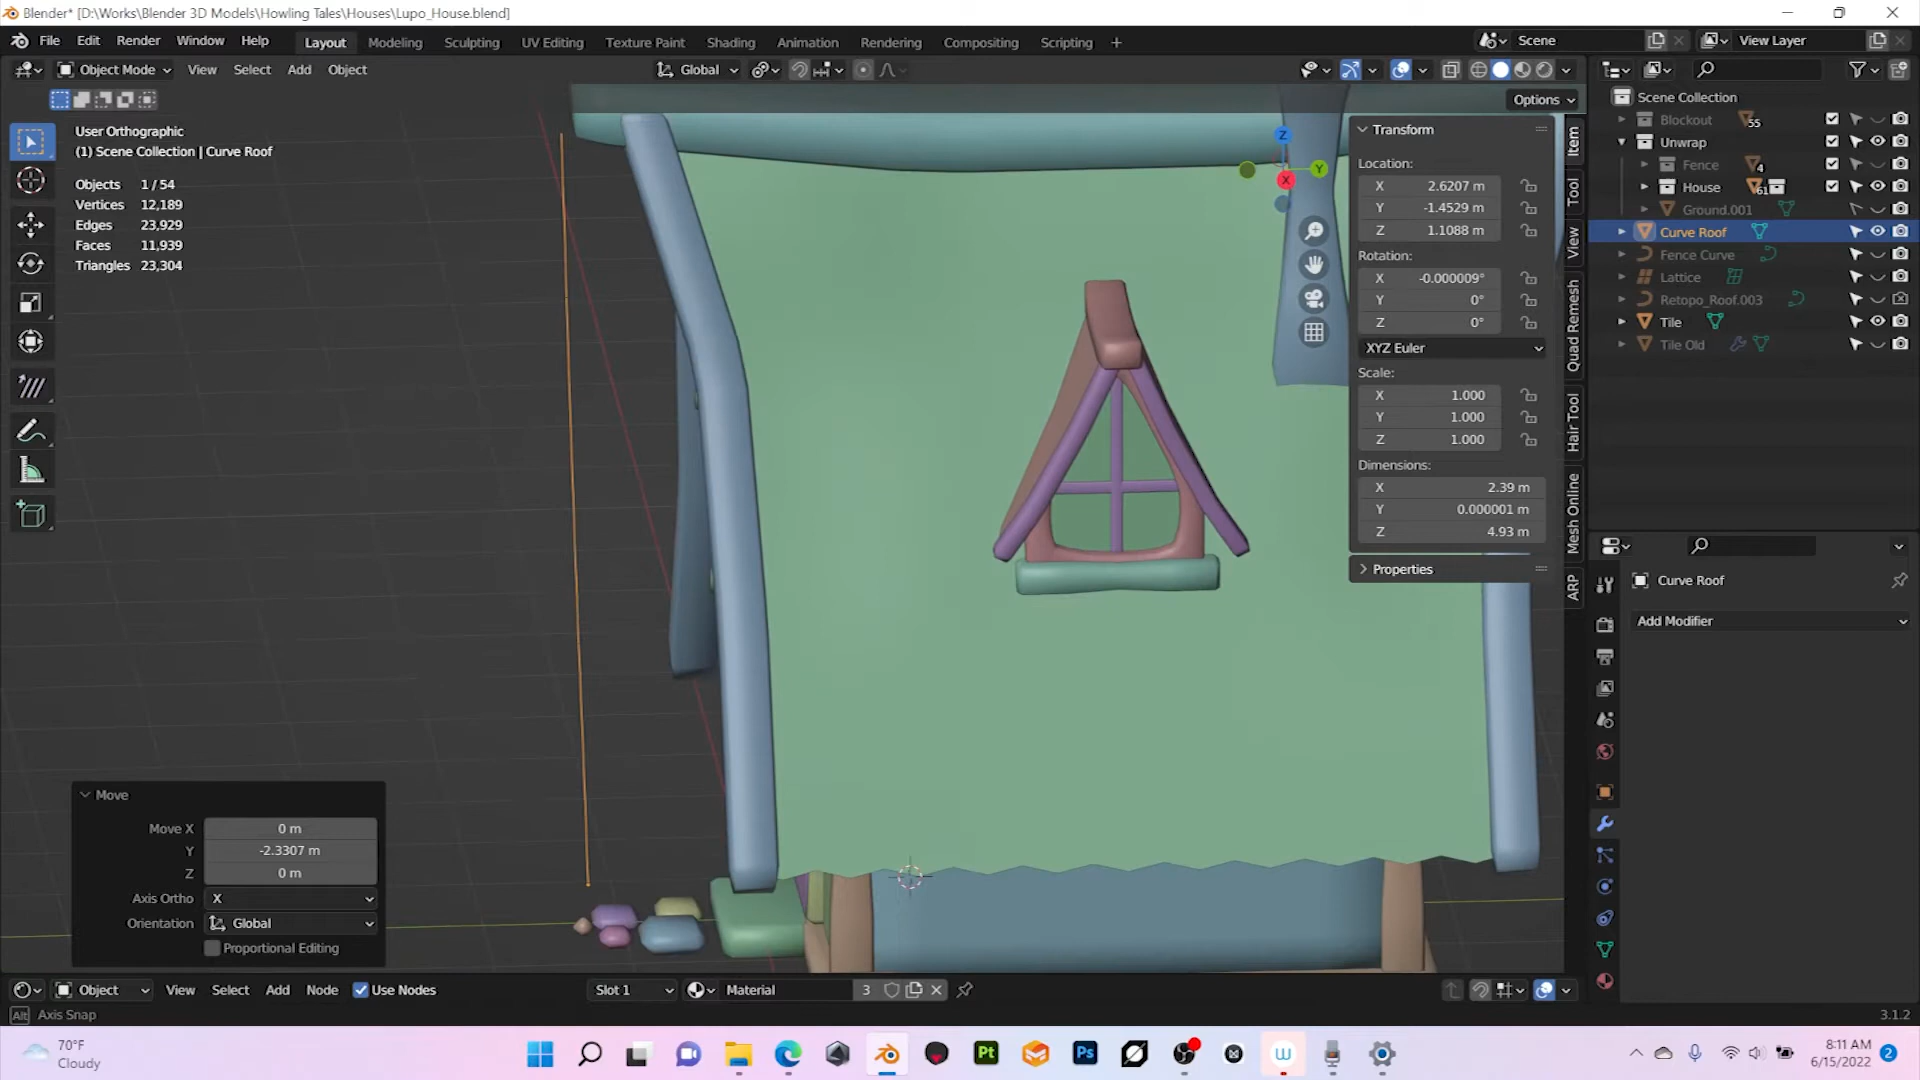 Blender* [D:\Works\Blender 3D Models\Howling Tales\Houses\Lupo_House.blend]
File Edit Render Window Help Layout Modeling Sculpting UV Editing Texture Paint Shading Animation Rendering Compositing Scripting + Scene View Layer
Object Mode View Select Add Object Global
Options
User Orthographic
(1) Scene Collection | Curve Roof
Objects 1 / 54
Vertices 12,189
Edges 23,929
Faces 11,939
Triangles 23,304
Z
Y
X
Transform
Location:
X 2.6207 m
Y -1.4529 m
Z 1.1088 m
Rotation:
X -0.000009°
Y 0°
Z 0°
XYZ Euler
Scale:
X 1.000
Y 1.000
Z 1.000
Dimensions:
X 2.39 m
Y 0.000001 m
Z 4.93 m
Properties
Item
Tool
View
Quad Remesh
Hair Tool
Mesh Online
ARP
Scene Collection
Blockout 55
Unwrap
Fence 4
House 61
Ground.001
Curve Roof
Fence Curve
Lattice
Retopo_Roof.003
Tile
Tile Old
Curve Roof
Add Modifier
Move
Move X 0 m
Y -2.3307 m
Z 0 m
Axis Ortho X
Orientation Global
Proportional Editing
Object View Select Add Node Use Nodes Slot 1 Material 3
Alt Axis Snap 3.1.2
70°F
Cloudy
Pt
Ps
8:11 AM
6/15/2022
2